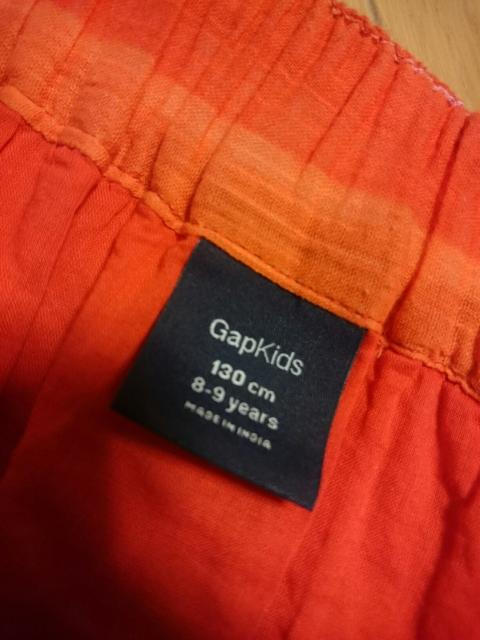 GapKids
130 cm
8-9 years
MADE IN INDIA